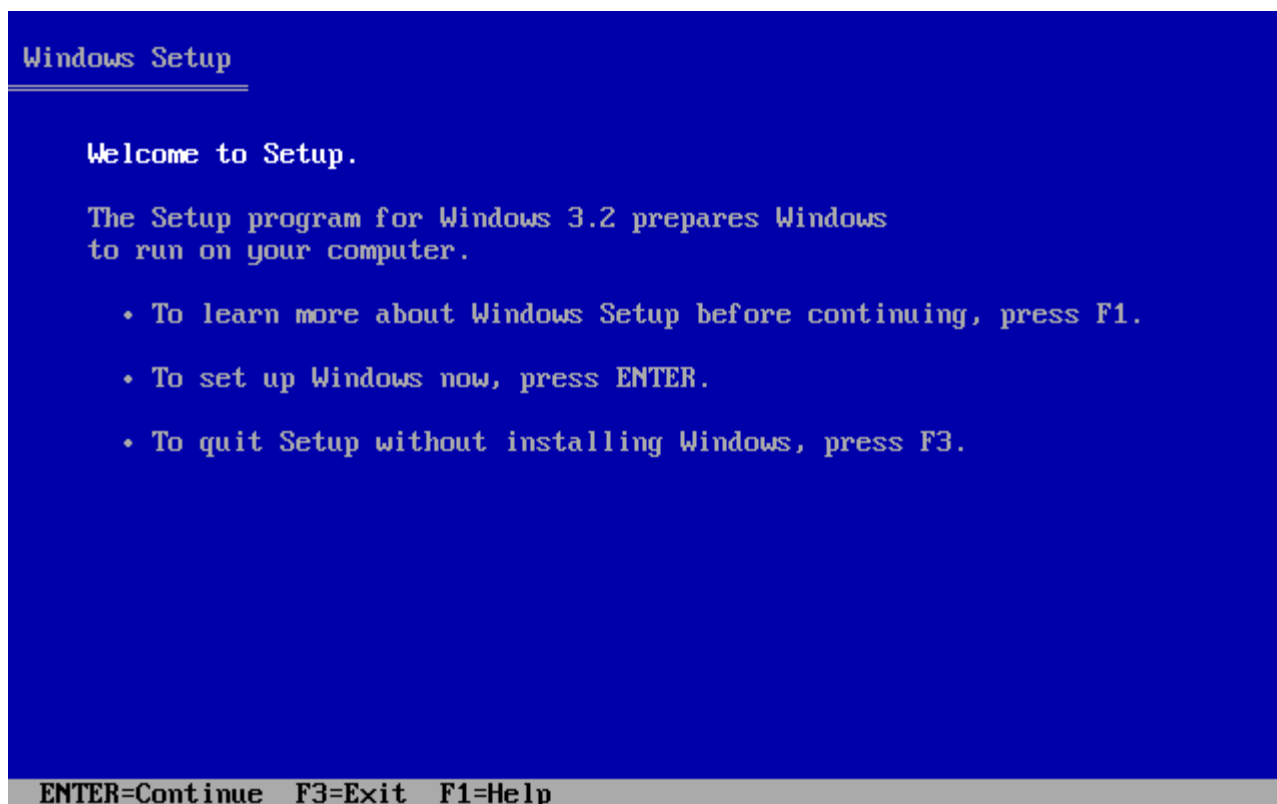 Windows Setup
Welcome to Setup.
The Setup program for Windows 3.2 prepares Windows
to run on your computer.
• To learn more about Windows Setup before continuing, press F1.
• To set up Windows now, press ENTER.
• To quit Setup without installing Windows, press F3.
ENTER=Continue F3=Exit F1=Help